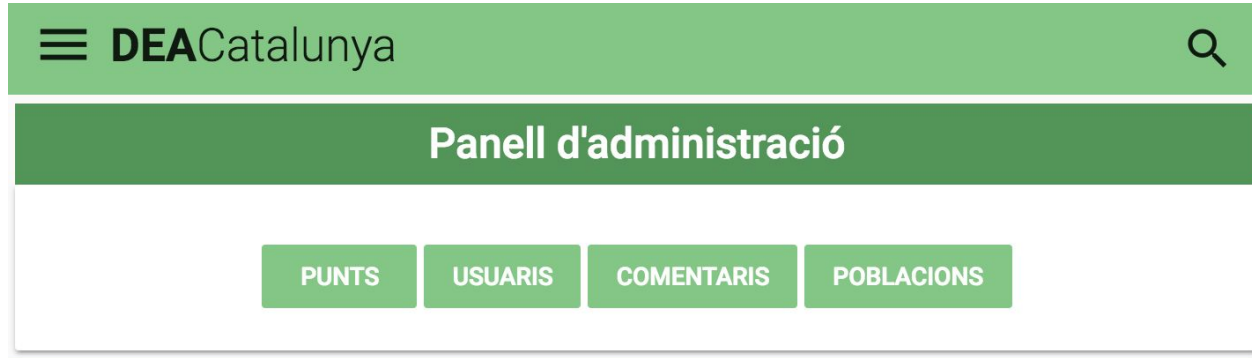 DEACatalunya
Panell d'administració
PUNTS USUARIS COMENTARIS POBLACIONS